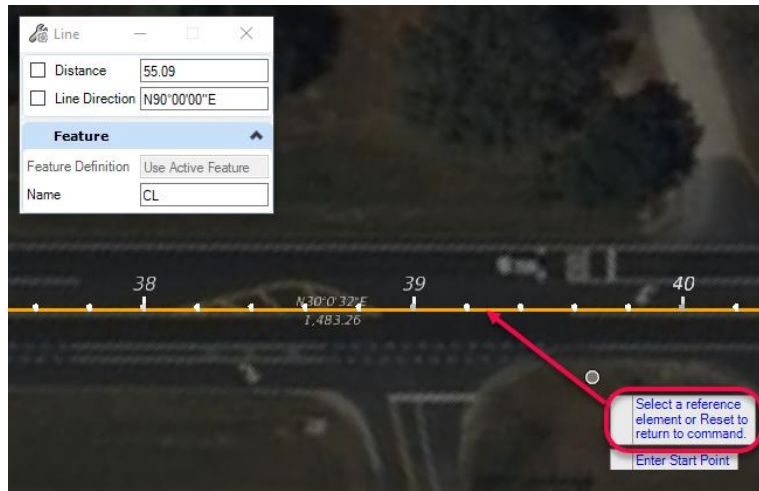 Line
Distance 55.09
Line Direction N90°00'00"E
Feature
Feature Definition Use Active Feature
Name CL
38 39 40
N30°0'32"E
1,483.26
Select a reference
element or Reset to
return to command.
Enter Start Point